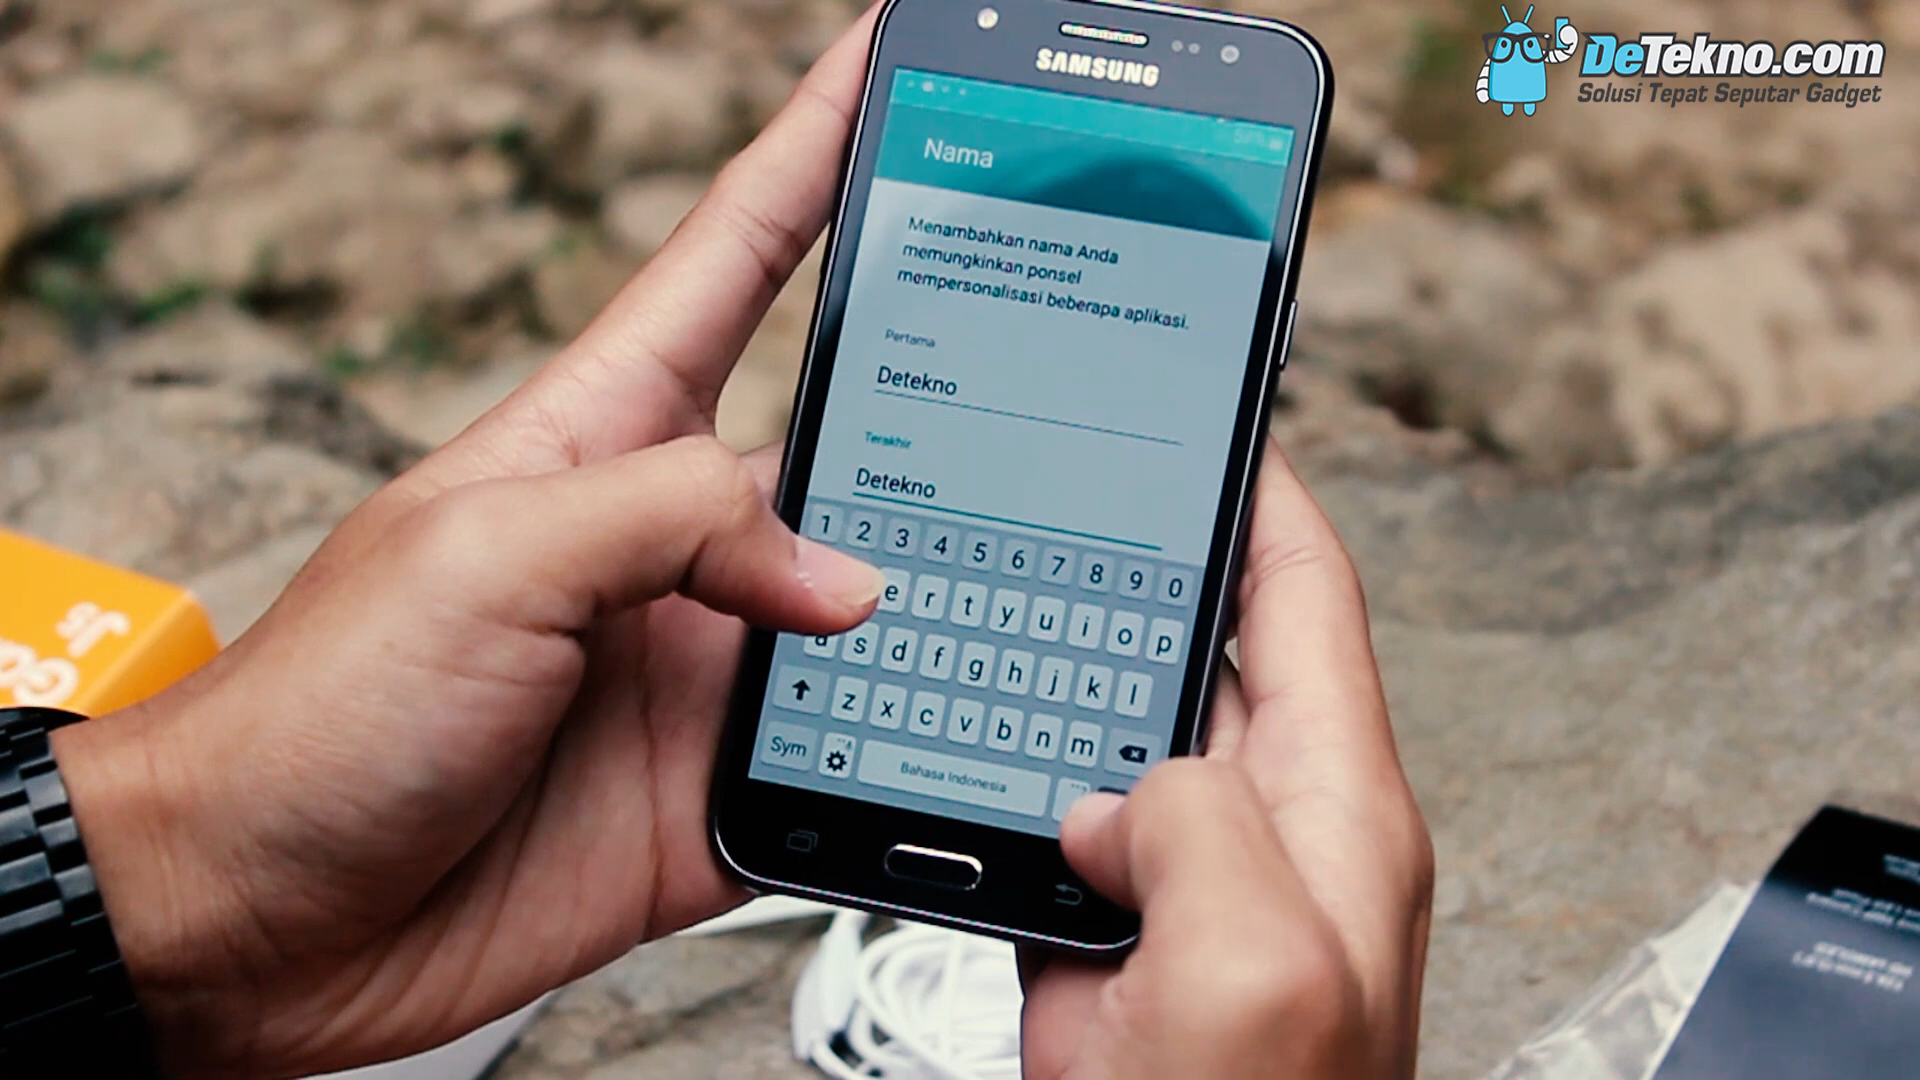 DeTekno.com
Solusi Tepat Seputar Gadget
SAMSUNG
Nama
Menambahkan nama Anda
memungkinkan ponsel
mempersonalisasi beberapa aplikasi.
Pertama
Detekno
Terakhir
Detekno
1 2 3 4 5 6 7 8 9 0
e r t y u i o p
a s d f g h j k l
z x c v b n m
Sym
Bahasa Indonesia
J5